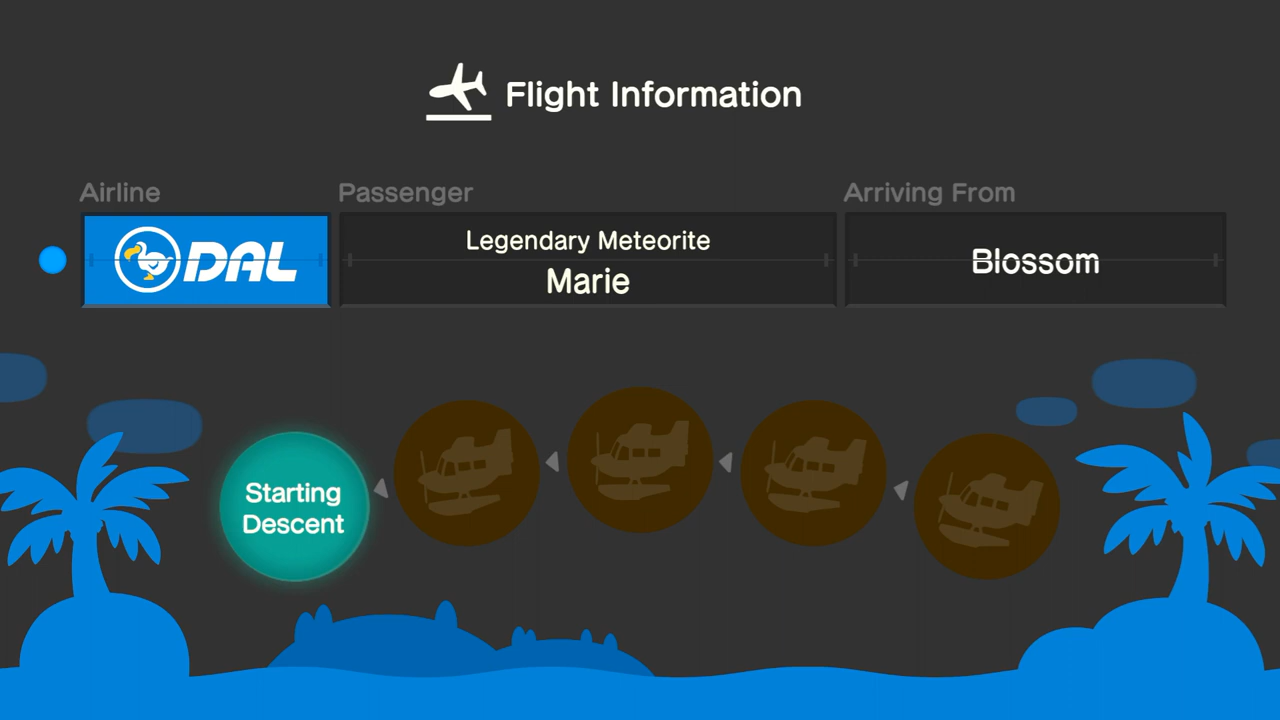 Flight Information
Airline
Passenger
Arriving From
DAL
Legendary Meteorite
Marie
Blossom
Starting
Descent